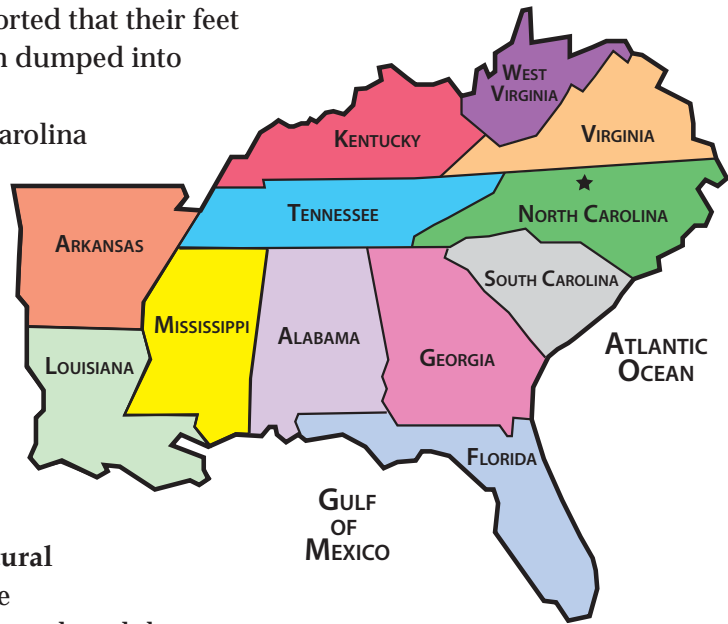 orted that their feet
dumped into
arolina
WEST
VIRGINIA
KENTUCKY
VIRGINIA
TENNESSEE
NORTH CAROLINA
ARKANSAS
SOUTH CAROLINA
MISSISSIPPI
ALABAMA
LOUISIANA
GEORGIA
ATLANTIC
OCEAN
FLORIDA
GULF
OF
MEXICO
ural